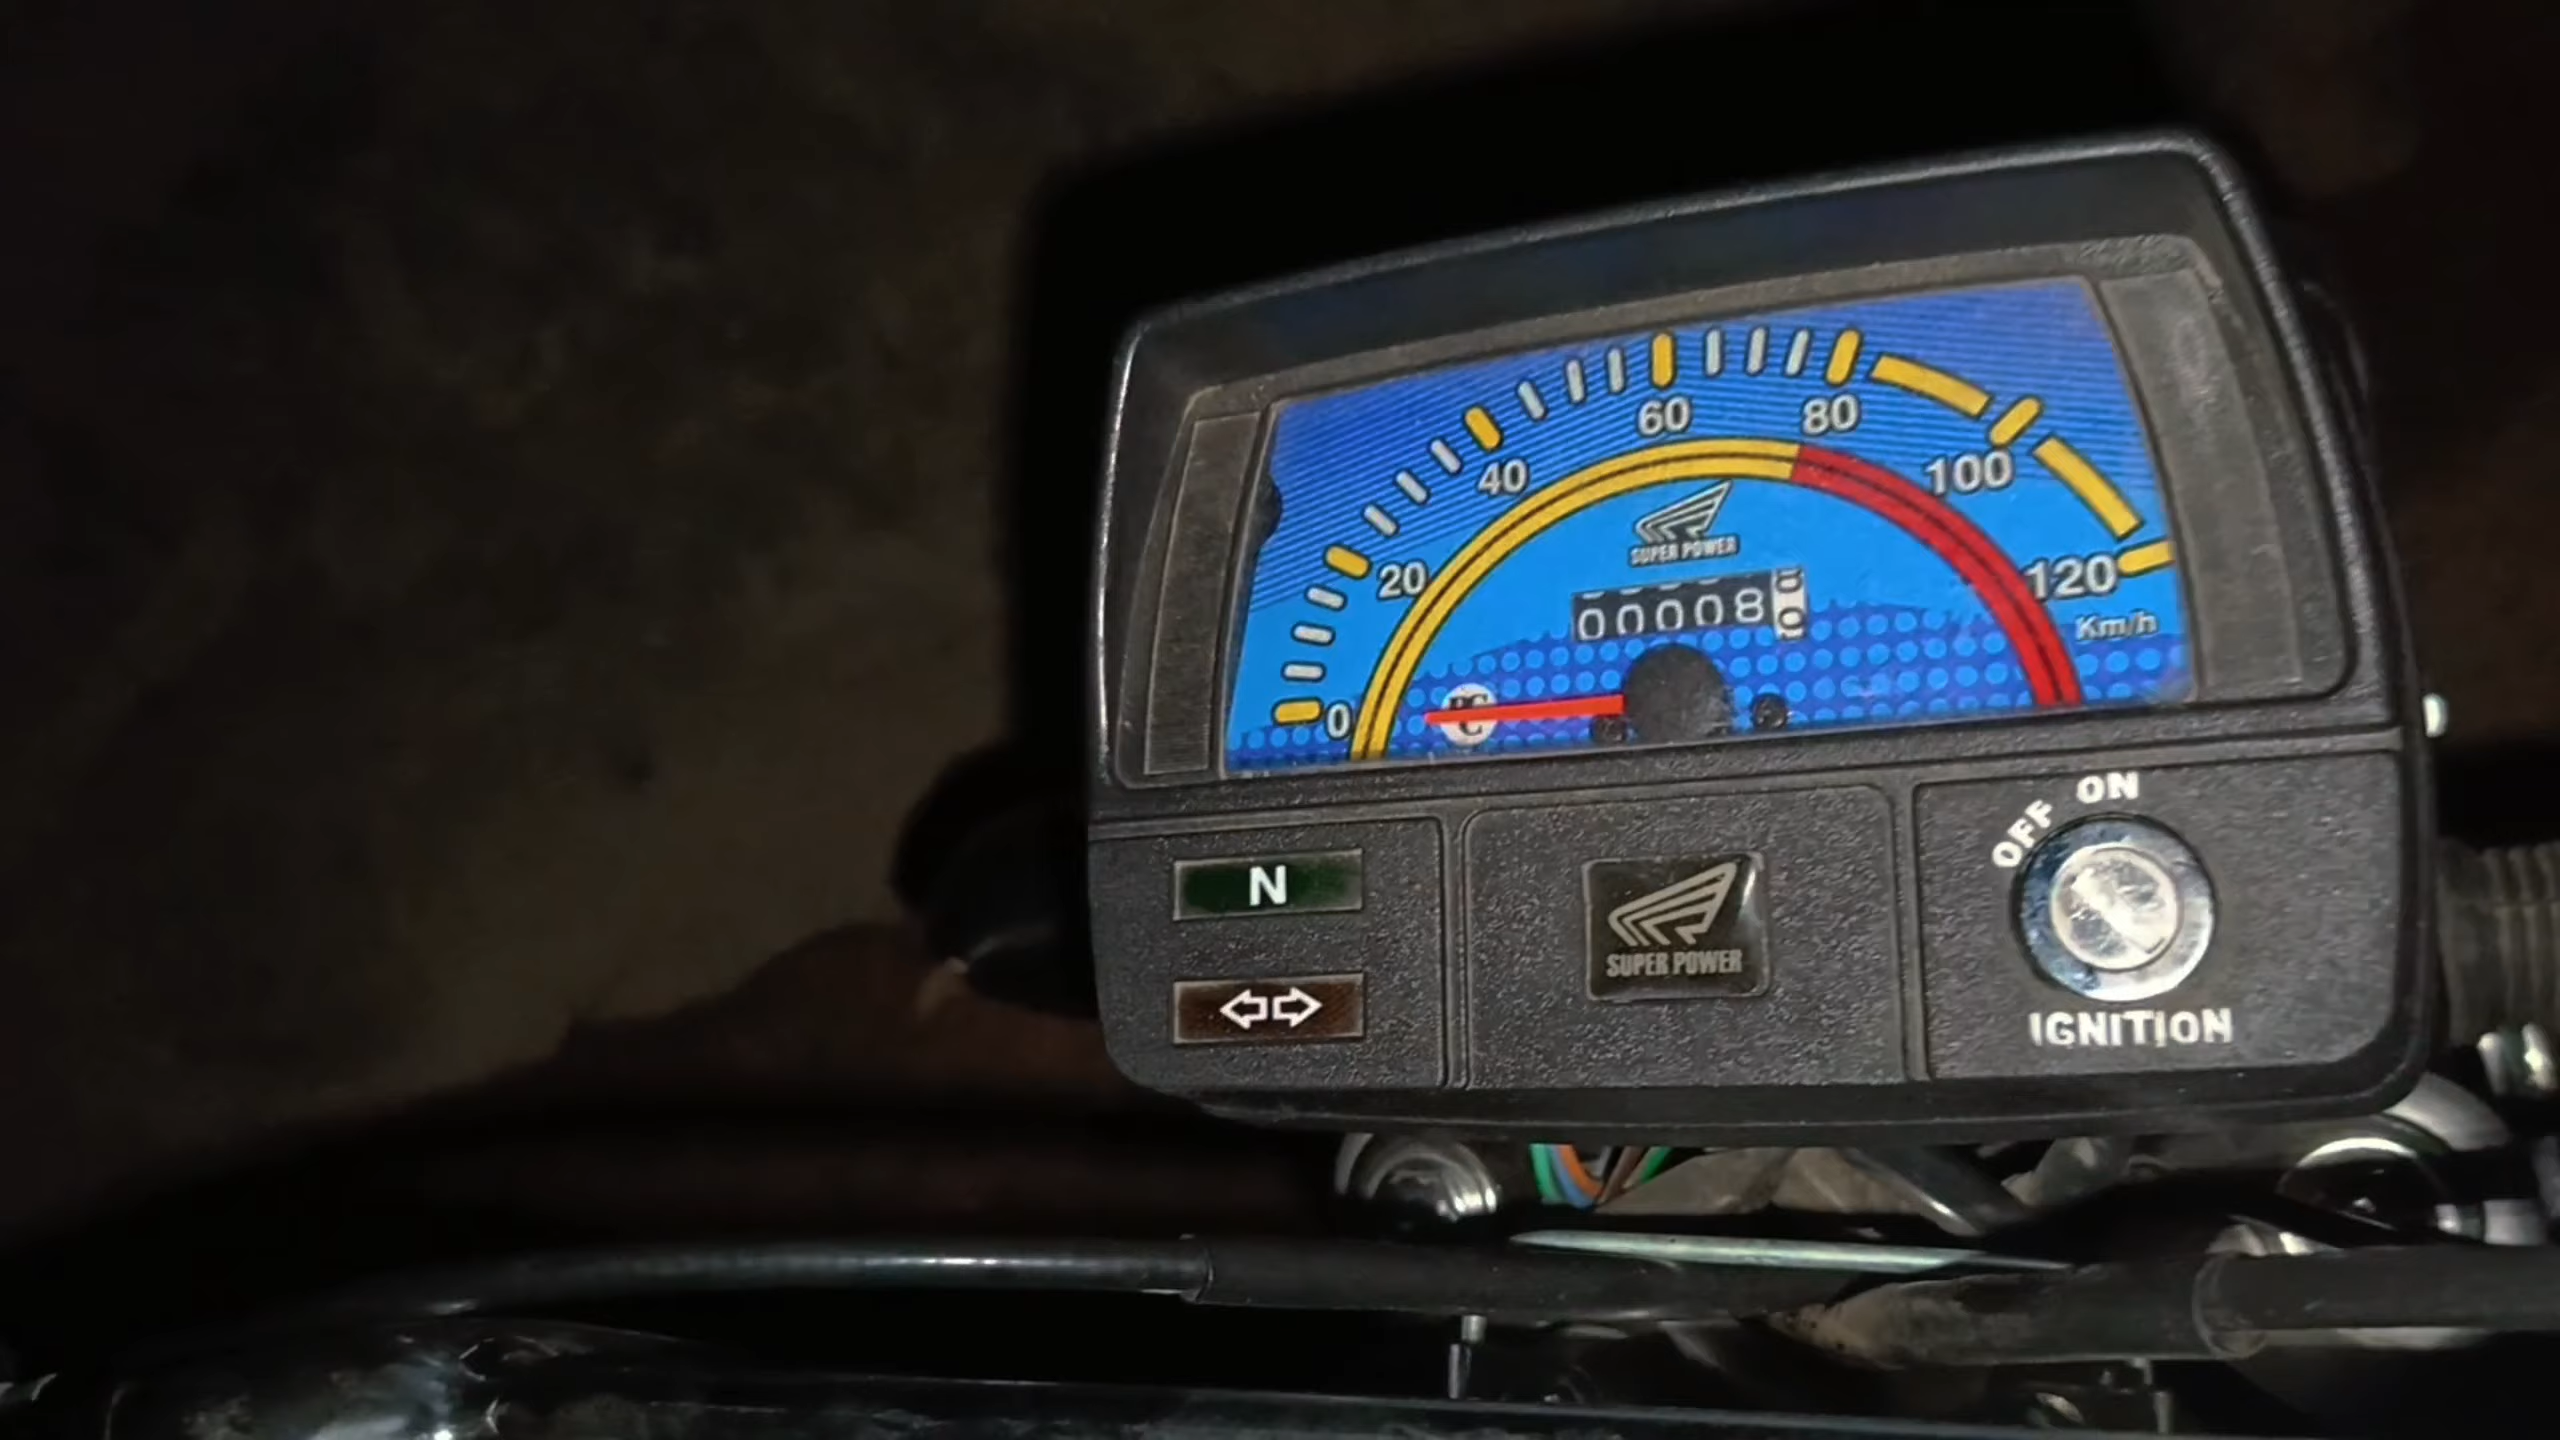 0
20
40
60
80
100
120
Km/h
SUPER POWER
00008
N
SUPER POWER
OFF
ON
IGNITION